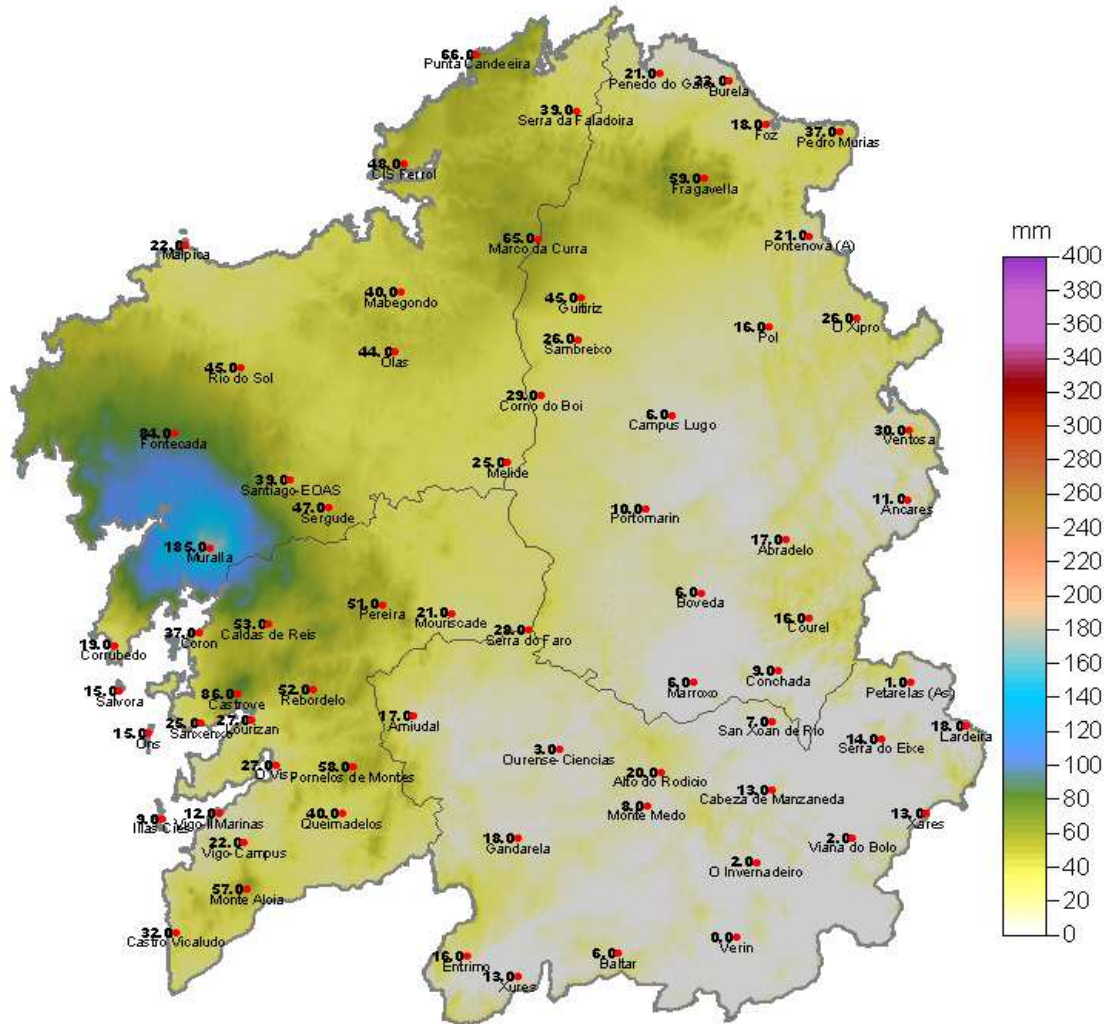 66.0
Punta Candeeira
21.0
Penedo do Galo
23.0
Burela
39.0
Serra da Faladoira
18.0
Foz
37.0
Pedro Murias
48.0
CIS Ferrol
59.0
Fragavella
22.0
Malpica
65.0
Marco da Curra
21.0
Pontenova (A)
mm
400
380
360
340
320
300
280
260
240
220
200
180
160
140
120
100
80
60
40
20
0
40.0
Mabegondo
45.0
Guitiriz
26.0
O Xipro
16.0
Pol
26.0
Sambreixo
44.0
Olas
45.0
Rio do Sol
29.0
Corno do Boi
6.0
Campus Lugo
84.0
Fontecada
30.0
Ventosa
25.0
Melide
39.0
Santiago-EOAS
47.0
Sergude
10.0
Portomarin
11.0
Ancares
185.0
Muralla
17.0
Abradelo
51.0
Pereira
21.0
Mouriscade
6.0
Boveda
16.0
Courel
53.0
Caldas de Reis
37.0
Coron
28.0
Serra do Faro
19.0
Corrubedo
9.0
Conchada
6.0
Marroxo
1.0
Petarelas (As)
15.0
Salvora
86.0
Castrove
52.0
Rebordelo
25.0
Sanxenxo
27.0
Lourizan
17.0
Amiudal
7.0
San Xoan de Rio
18.0
Lardeira
15.0
Ons
14.0
Serra do Eixe
3.0
Ourense-Ciencias
27.0
O Viso
58.0
Fornelos de Montes
20.0
Alto do Rodicio
13.0
Cabeza de Manzaneda
9.0
Illas Cies
12.0
Vigo-II Marinas
40.0
Queimadelos
8.0
Monte Medo
13.0
Xares
22.0
Vigo-Campus
18.0
Gandarela
2.0
Viana do Bolo
2.0
O Invernadeiro
57.0
Monte Aloia
32.0
Castro Vicaludo
0.0
Verin
16.0
Entrimo
6.0
Baltar
13.0
Xures